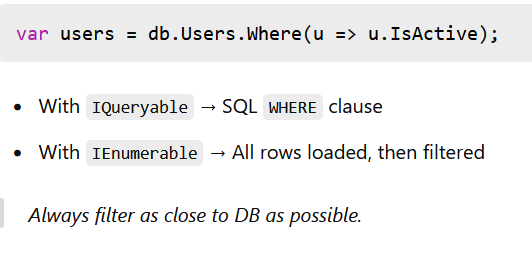 var users = db.Users.Where(u => u.IsActive);
• With IQueryable → SQL WHERE clause
• With IEnumerable → All rows loaded, then filtered
Always filter as close to DB as possible.